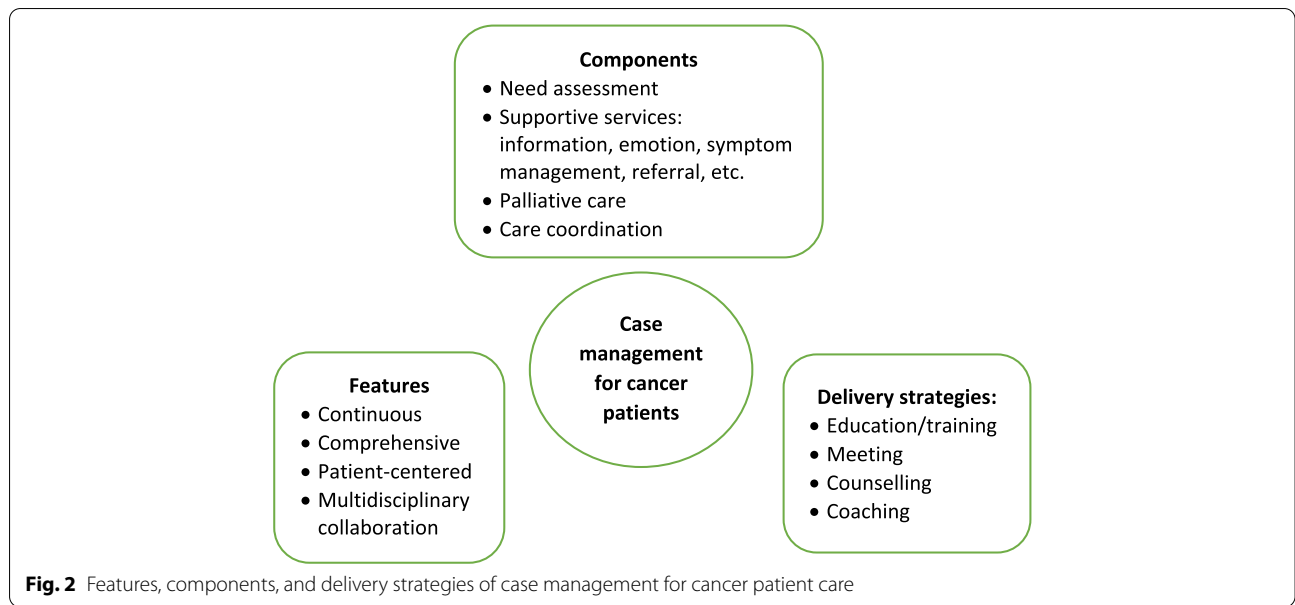 Components
• Need assessment
• Supportive services:
information, emotion, symptom
management, referral, etc.
• Palliative care
• Care coordination
Case
management
for cancer
patients
Features
• Continuous
• Comprehensive
• Patient-centered
• Multidisciplinary
collaboration
Delivery strategies:
• Education/training
• Meeting
• Counselling
• Coaching
Fig. 2 Features, components, and delivery strategies of case management for cancer patient care